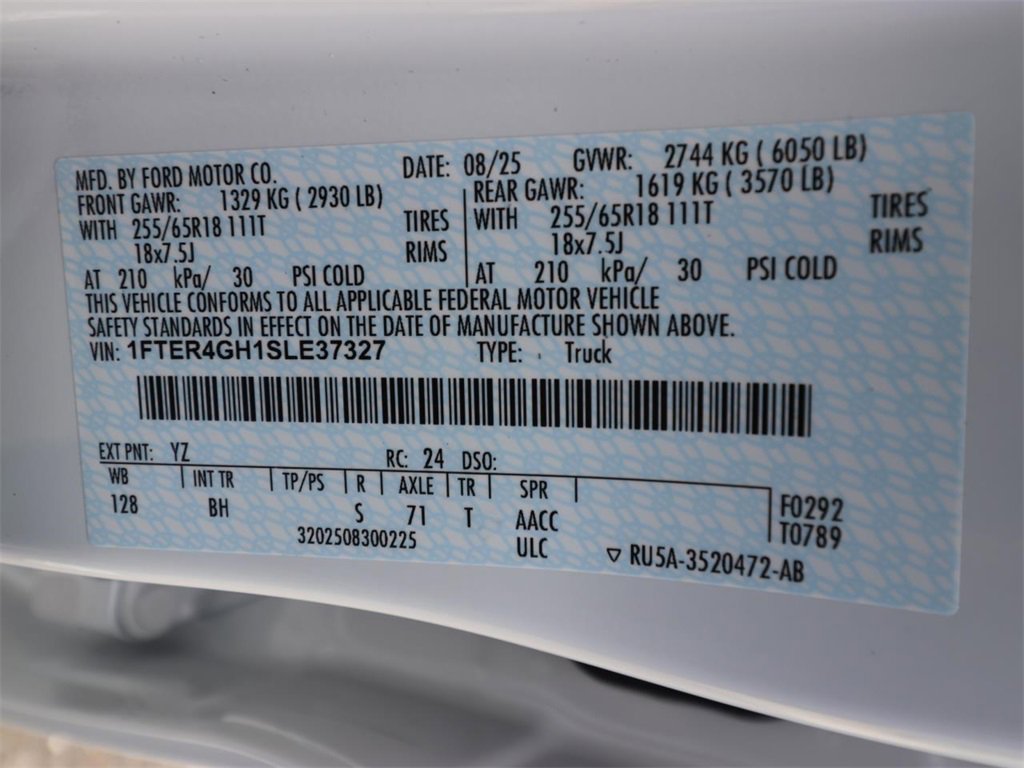 MFD. BY FORD MOTOR CO. DATE: 08/25 GVWR: 2744 KG ( 6050 LB)
FRONT GAWR: 1329 KG ( 2930 LB) REAR GAWR: 1619 KG ( 3570 LB)
WITH 255/65R18 111T TIRES WITH 255/65R18 111T TIRES
18x7.5J RIMS 18x7.5J RIMS
AT 210 kPa/ 30 PSI COLD AT 210 kPa/ 30 PSI COLD
THIS VEHICLE CONFORMS TO ALL APPLICABLE FEDERAL MOTOR VEHICLE
SAFETY STANDARDS IN EFFECT ON THE DATE OF MANUFACTURE SHOWN ABOVE.
VIN: 1FTER4GH1SLE37327 TYPE: Truck
EXT PNT: YZ RC: 24 DSO:
WB INT TR TP/PS R AXLE TR SPR
128 BH S 71 T AACC F0292
3202508300225 ULC T0789
RU5A-3520472-AB